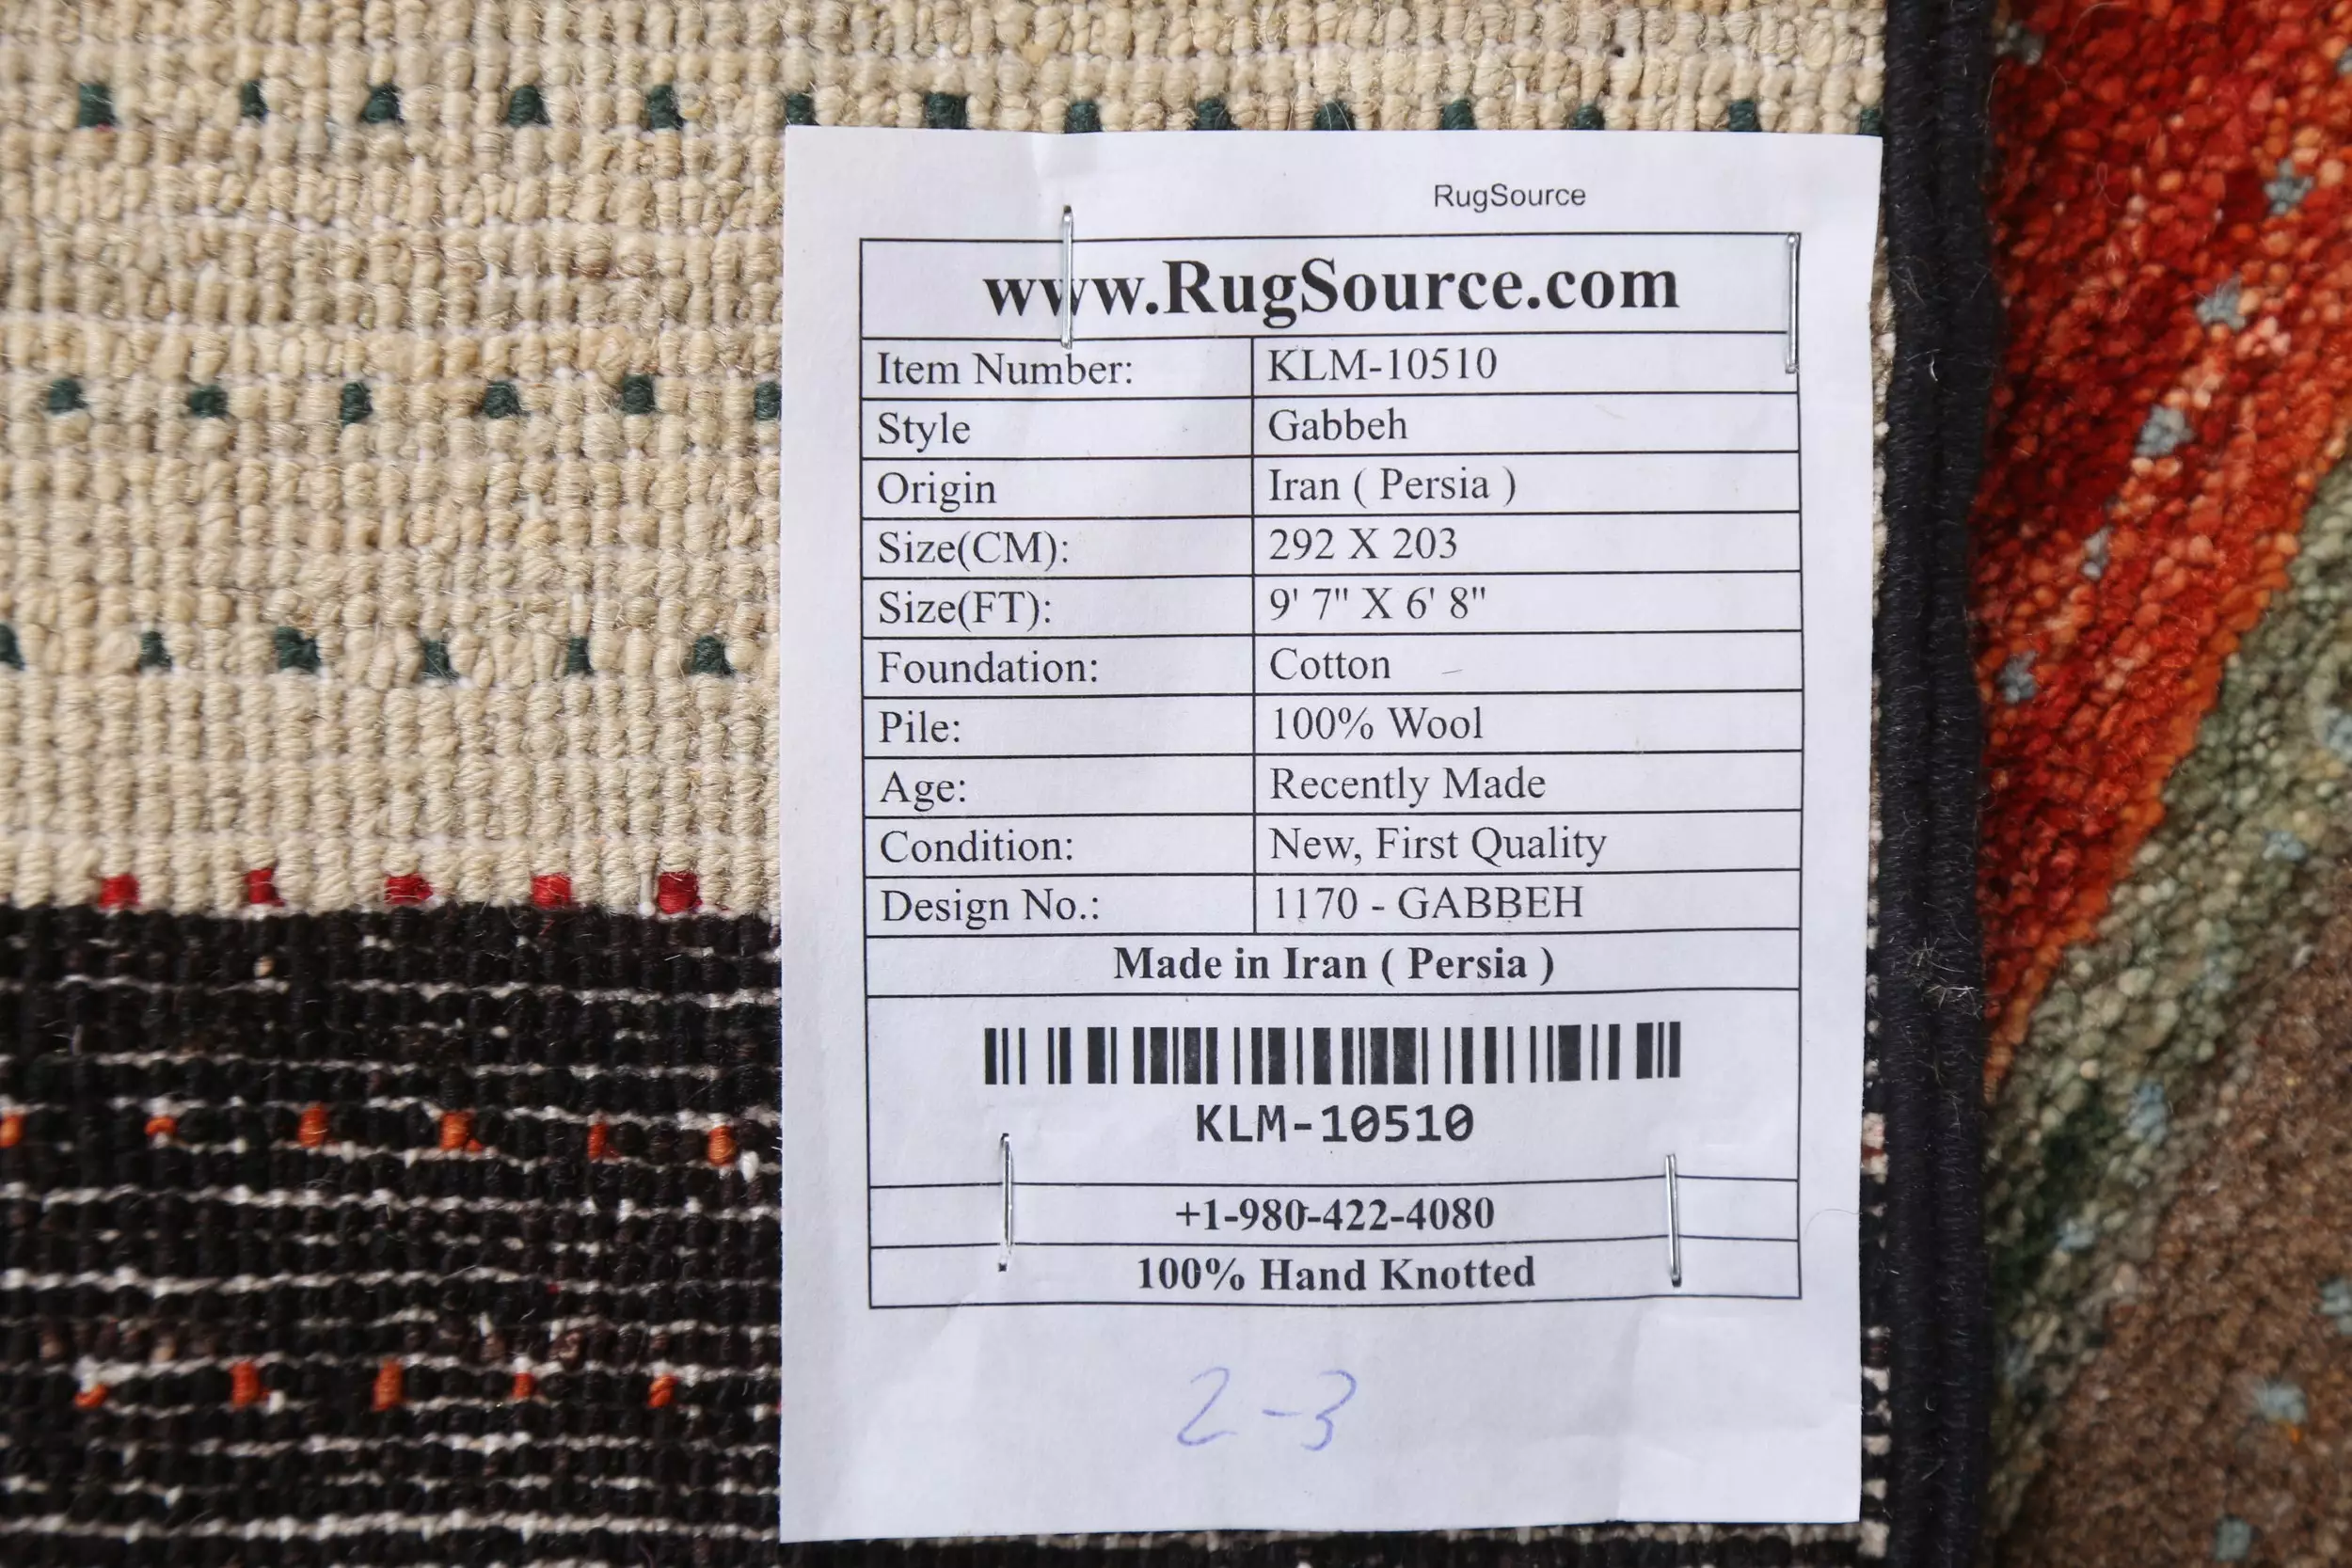 RugSource
www.RugSource.com
Item Number: KLM-10510
Style Gabbeh
Origin Iran ( Persia )
Size(CM): 292 X 203
Size(FT): 9' 7" X 6' 8"
Foundation: Cotton
Pile: 100% Wool
Age: Recently Made
Condition: New, First Quality
Design No.: 1170 - GABBEH
Made in Iran ( Persia )
KLM-10510
+1-980-422-4080
100% Hand Knotted
2-3